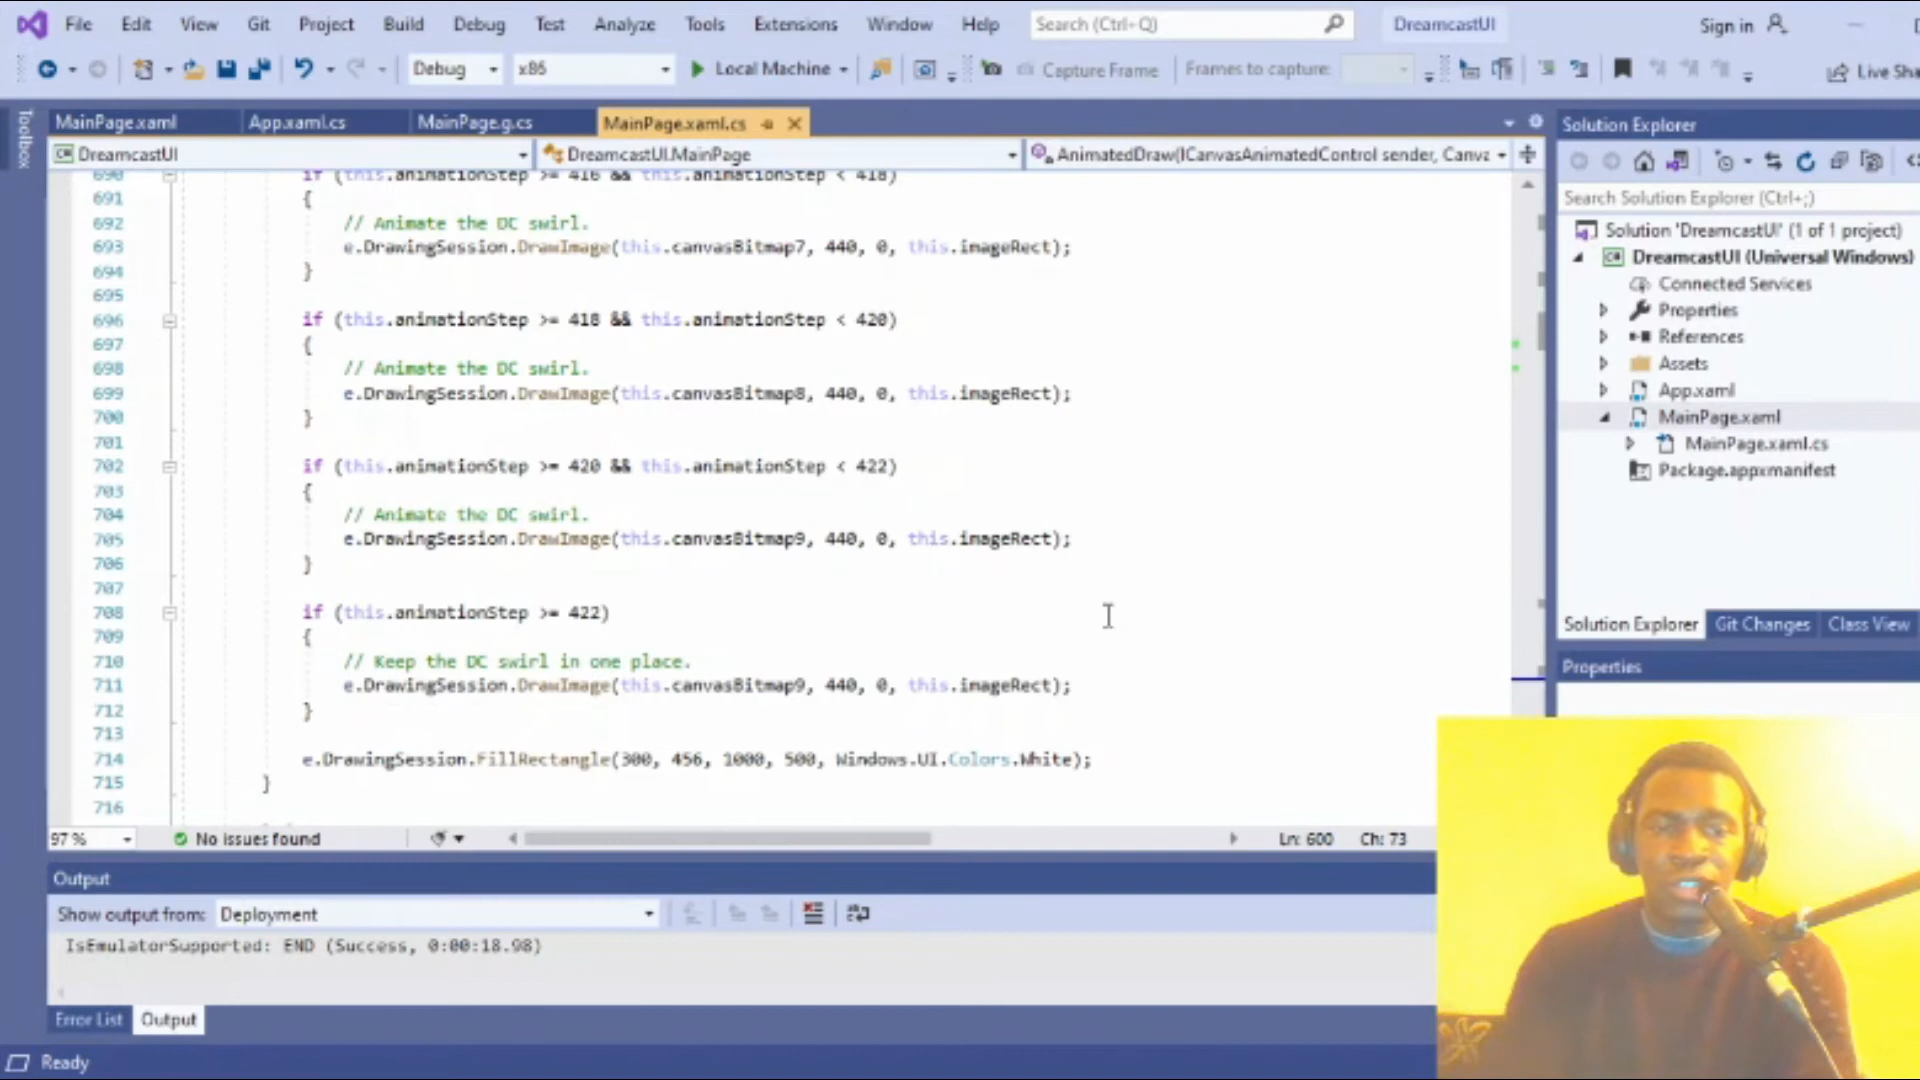 File Edit View Git Project Build Debug Test Analyze Tools Extensions Window Help Search (Ctrl+Q) DreamcastUI Sign in
Debug x86 Local Machine Capture Frame Frames to capture: Live Sha
Toolbox
MainPage.xaml App.xaml.cs MainPage.g.cs MainPage.xaml.cs
DreamcastUI DreamcastUI.MainPage AnimatedDraw(ICanvasAnimatedControl sender, Canva
690 if (this.animationStep >= 416 && this.animationStep < 418)
691 {
692 // Animate the DC swirl.
693 e.DrawingSession.DrawImage(this.canvasBitmap7, 440, 0, this.imageRect);
694 }
695
696 if (this.animationStep >= 418 && this.animationStep < 420)
697 {
698 // Animate the DC swirl.
699 e.DrawingSession.DrawImage(this.canvasBitmap8, 440, 0, this.imageRect);
700 }
701
702 if (this.animationStep >= 420 && this.animationStep < 422)
703 {
704 // Animate the DC swirl.
705 e.DrawingSession.DrawImage(this.canvasBitmap9, 440, 0, this.imageRect);
706 }
707
708 if (this.animationStep >= 422)
709 {
710 // Keep the DC swirl in one place.
711 e.DrawingSession.DrawImage(this.canvasBitmap9, 440, 0, this.imageRect);
712 }
713
714 e.DrawingSession.FillRectangle(300, 456, 1000, 500, Windows.UI.Colors.White);
715 }
716
97 % No issues found Ln: 600 Ch: 73
Output
Show output from: Deployment
IsEmulatorSupported: END (Success, 0:00:18.98)
Error List Output
Ready
Solution Explorer
Search Solution Explorer (Ctrl+;)
Solution 'DreamcastUI' (1 of 1 project)
DreamcastUI (Universal Windows)
Connected Services
Properties
References
Assets
App.xaml
MainPage.xaml
MainPage.xaml.cs
Package.appxmanifest
Solution Explorer Git Changes Class View
Properties